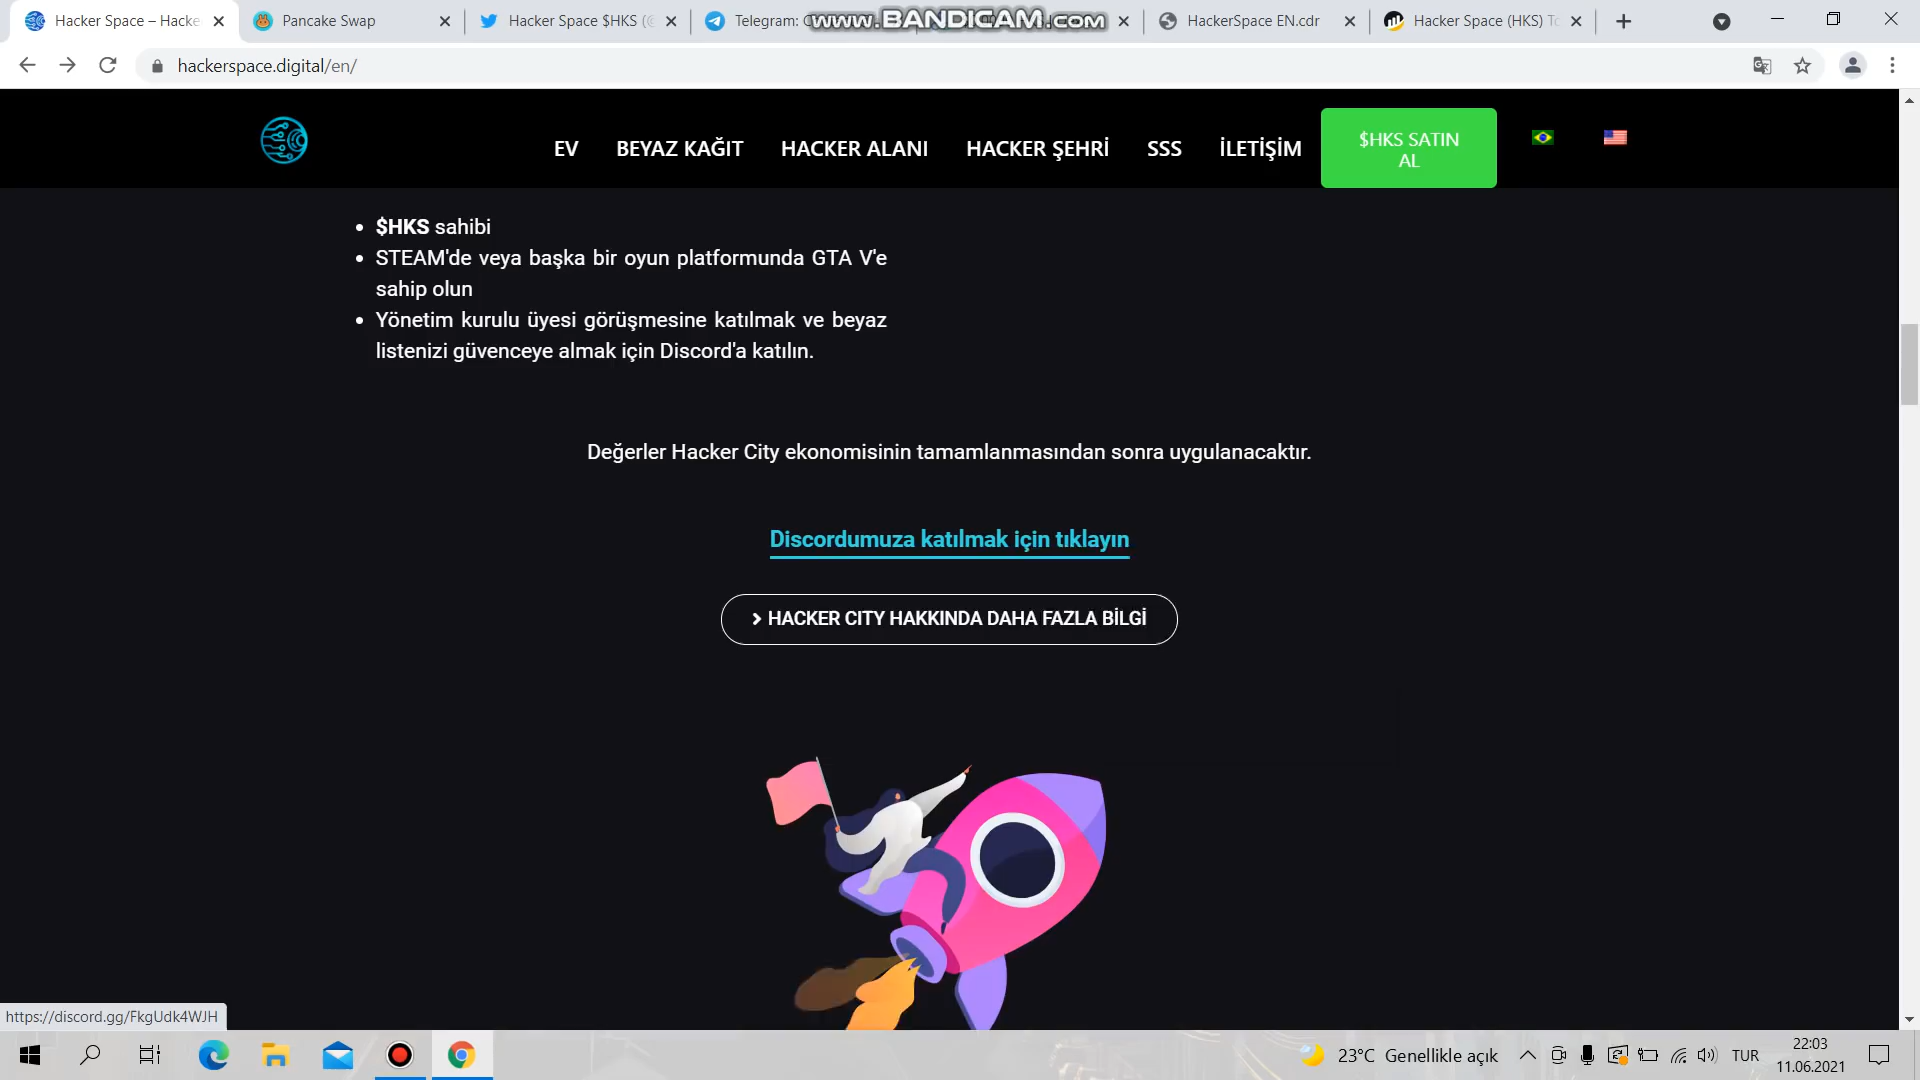 Hacker Space – Hacke
Pancake Swap
Hacker Space $HKS (@
Telegram: C
www.BANDICAM.com
HackerSpace EN.cdr
Hacker Space (HKS) To
hackerspace.digital/en/
EV
BEYAZ KAĞIT
HACKER ALANI
HACKER ŞEHRİ
SSS
İLETİŞİM
$HKS SATIN
AL
$HKS sahibi
STEAM'de veya başka bir oyun platformunda GTA V'e
sahip olun
Yönetim kurulu üyesi görüşmesine katılmak ve beyaz
listenizi güvenceye almak için Discord'a katılın.
Değerler Hacker City ekonomisinin tamamlanmasından sonra uygulanacaktır.
Discordumuza katılmak için tıklayın
HACKER CITY HAKKINDA DAHA FAZLA BİLGİ
https://discord.gg/FkgUdk4WJH
23°C Genellikle açık
TUR
22:03
11.06.2021